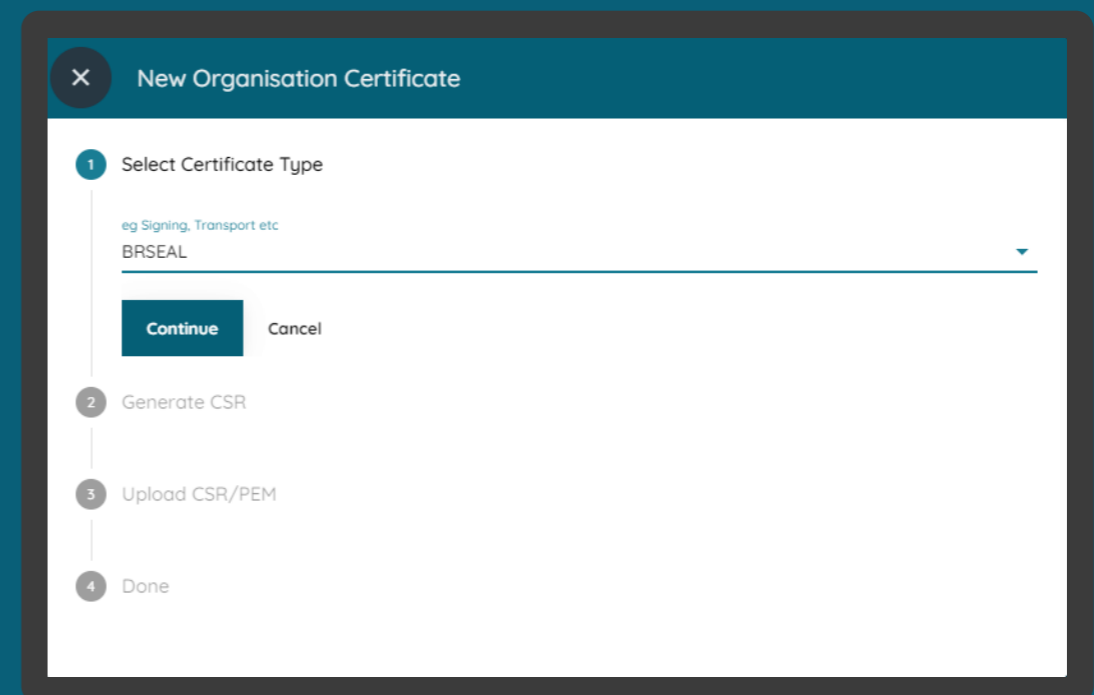 New Organisation Certificate
1 Select Certificate Type
eg Signing, Transport etc
BRSEAL
Continue Cancel
2 Generate CSR
3 Upload CSR/PEM
4 Done